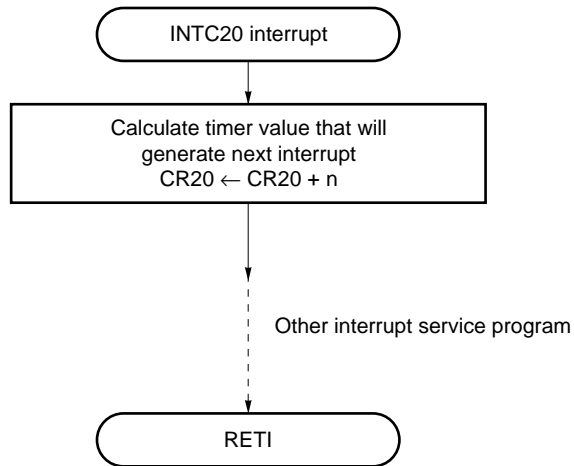 INTC20 interrupt
Calculate timer value that will
generate next interrupt
CR20 ← CR20 + n
Other interrupt service program
RETI